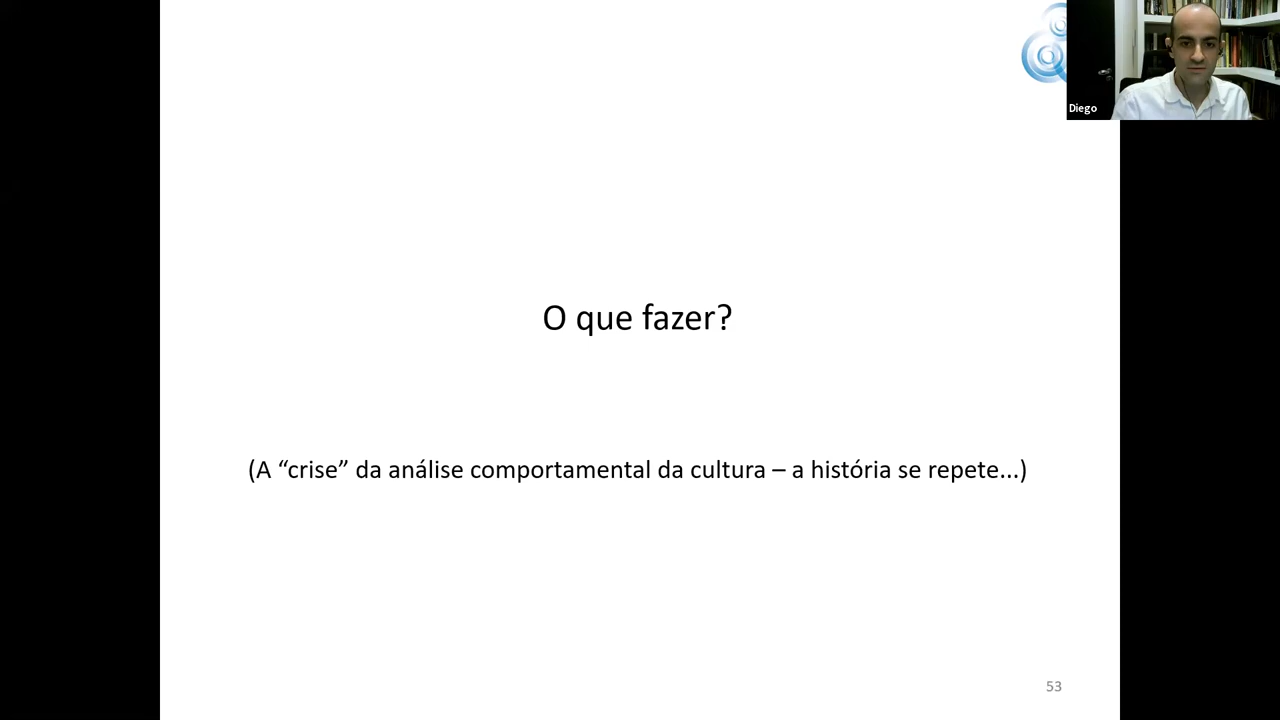 Diego
O que fazer?
(A “crise” da análise comportamental da cultura – a história se repete...)
53